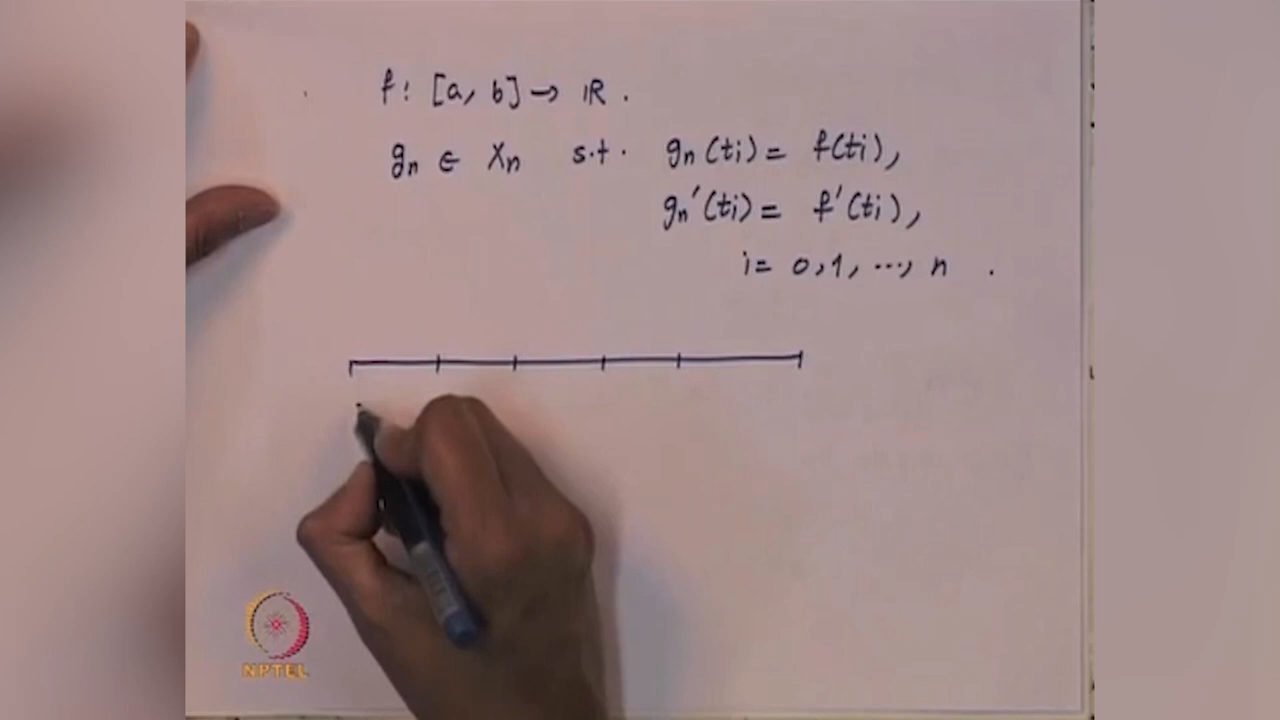 f: [a, b] → ℝ.
gn ∈ Xn s.t. gn(ti) = f(ti),
gn′(ti) = f′(ti),
i = 0, 1, ..., n.
NPTEL